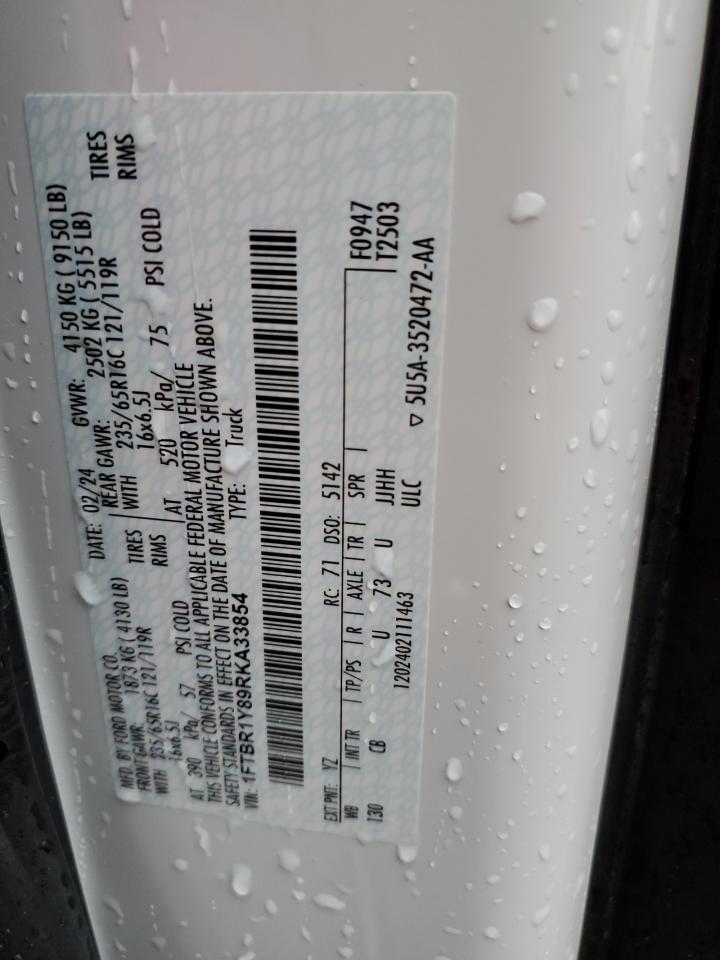 MFD. BY FORD MOTOR CO. DATE: 02/24 GVWR: 4150 KG ( 9150 LB)
FRONT GAWR: 1873 KG ( 4130 LB) REAR GAWR: 2502 KG ( 5515 LB)
WITH 235/65R16C 121/119R TIRES WITH 235/65R16C 121/119R TIRES
16x6.5J RIMS 16x6.5J RIMS
AT 390 kPa/ 57 PSI COLD AT 520 kPa/ 75 PSI COLD
THIS VEHICLE CONFORMS TO ALL APPLICABLE FEDERAL MOTOR VEHICLE
SAFETY STANDARDS IN EFFECT ON THE DATE OF MANUFACTURE SHOWN ABOVE.
VIN: 1FTBR1Y89RKA33854 TYPE: Truck
EXT PNT: YZ RC: 71 DSO: 5142
WB INT TR TP/PS R AXLE TR SPR F0947
130 CB U 73 U JJHH T2503
1202402111463 ULC
▽ 5U5A-3520472-AA